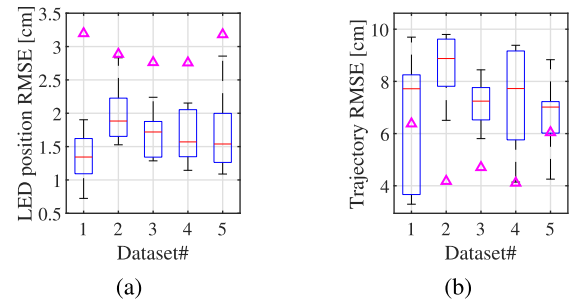 LED position RMSE [cm]
3.5
3
2.5
2
1.5
1
0.5
1 2 3 4 5
Dataset#
(a)
Trajectory RMSE [cm]
10
8
6
4
1 2 3 4 5
Dataset#
(b)